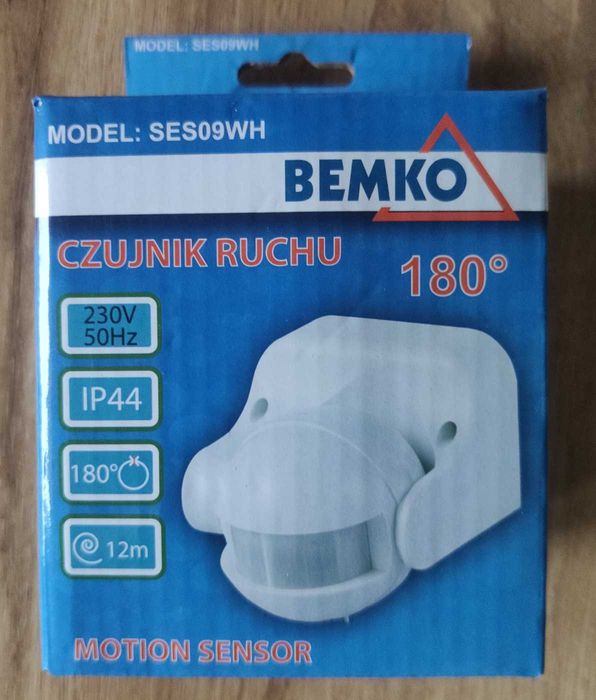 MODEL: SES09WH
MODEL: SES09WH
BEMKO
CZUJNIK RUCHU
180°
230V
50Hz
IP44
180°
12m
MOTION SENSOR